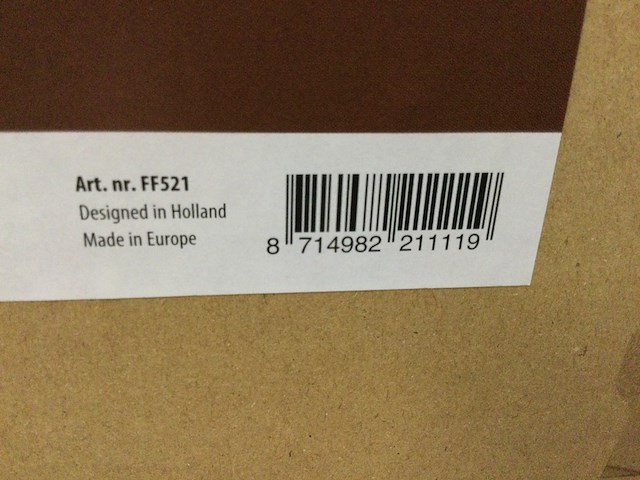 Art. nr. FF521
Designed in Holland
Made in Europe
8 714982 211119